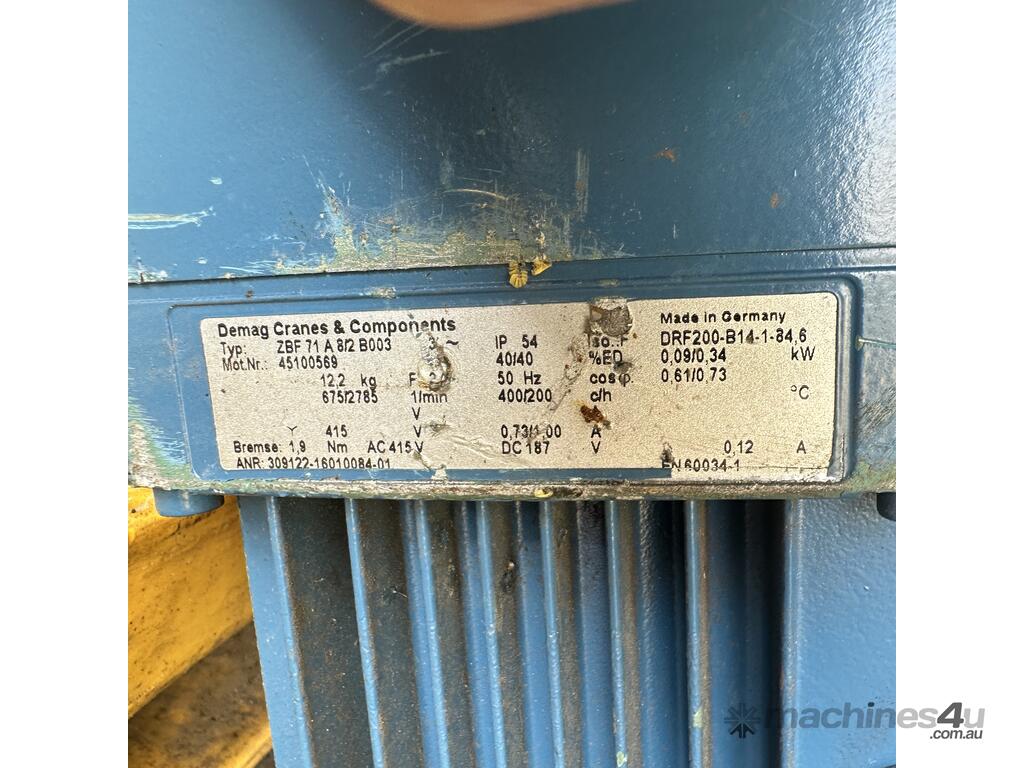 Demag Cranes & Components Made in Germany
Typ: ZBF 71 A 8/2 B003 3 ~ IP 54 Iso.:F DRF200-B14-1-84,6
Mot.Nr.: 45100569 40/40 %ED 0,09/0,34 kW
12,2 kg 50 Hz cos φ. 0,61/0,73
675/2785 1/min 400/200 c/h °C
V
Y 415 V 0,73/1,00 A
Bremse: 1,9 Nm AC 415 V DC 187 V 0,12 A
ANR: 309122-16010084-01 EN 60034-1
machines4u
.com.au